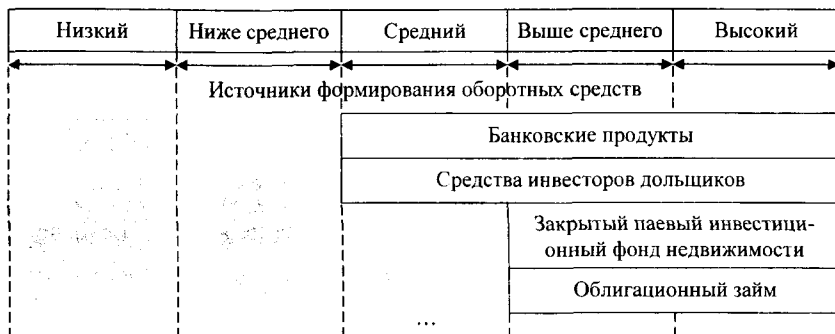 Низкий Ниже среднего Средний Выше среднего Высокий
Источники формирования оборотных средств
Банковские продукты
Средства инвесторов дольщиков
Закрытый паевый инвестици-
онный фонд недвижимости
Облигационный займ
...